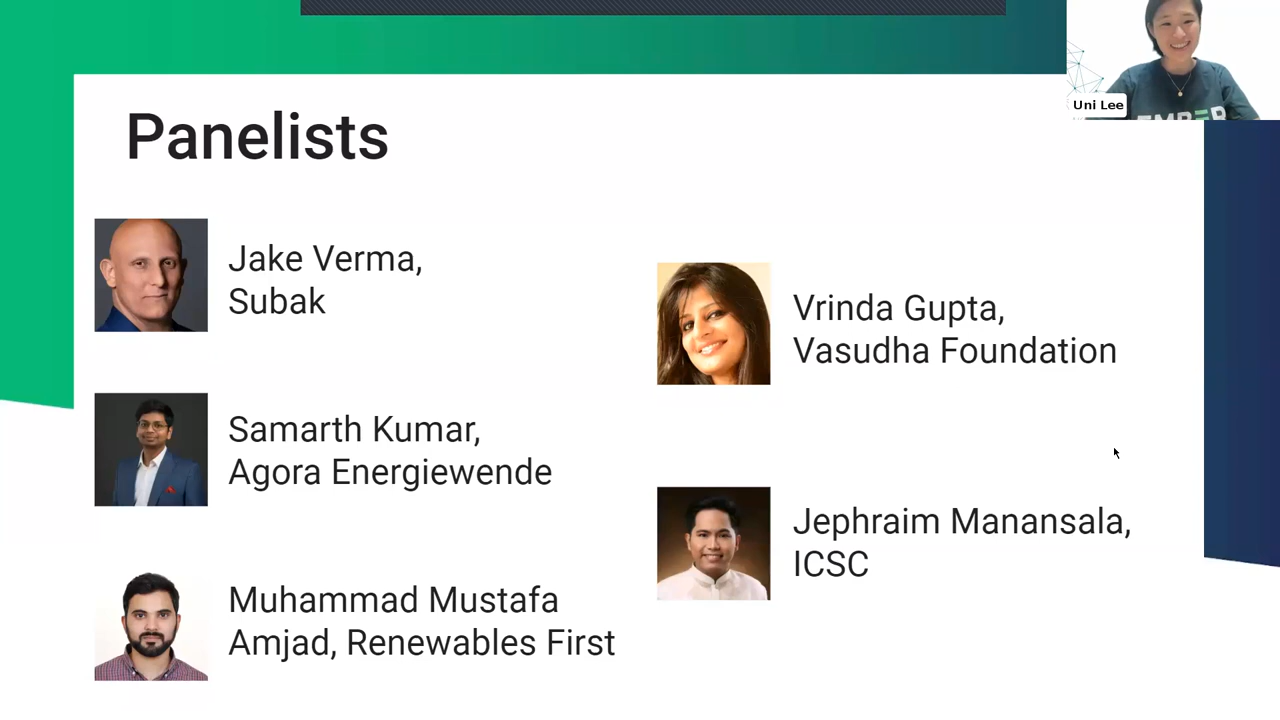 Uni Lee
EMBER
Panelists
Jake Verma,
Subak
Samarth Kumar,
Agora Energiewende
Muhammad Mustafa
Amjad, Renewables First
Vrinda Gupta,
Vasudha Foundation
Jephraim Manansala,
ICSC